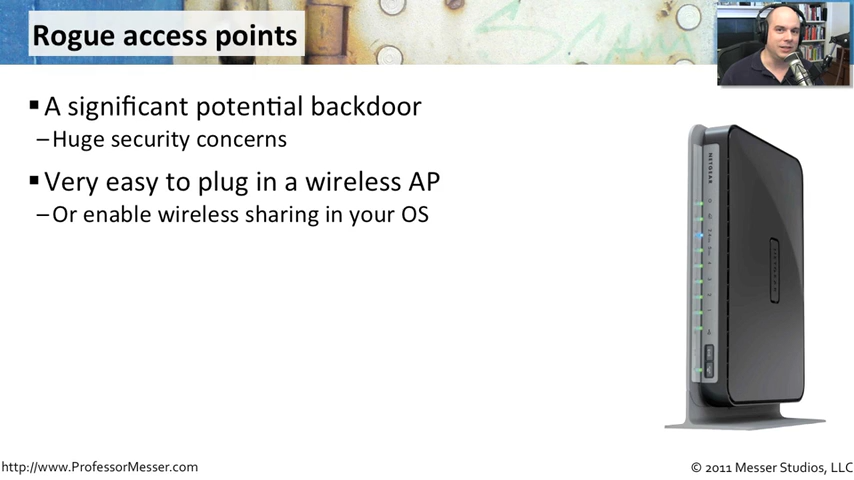 Rogue access points
▪ A significant potential backdoor
– Huge security concerns
▪ Very easy to plug in a wireless AP
– Or enable wireless sharing in your OS
NETGEAR
http://www.ProfessorMesser.com
© 2011 Messer Studios, LLC